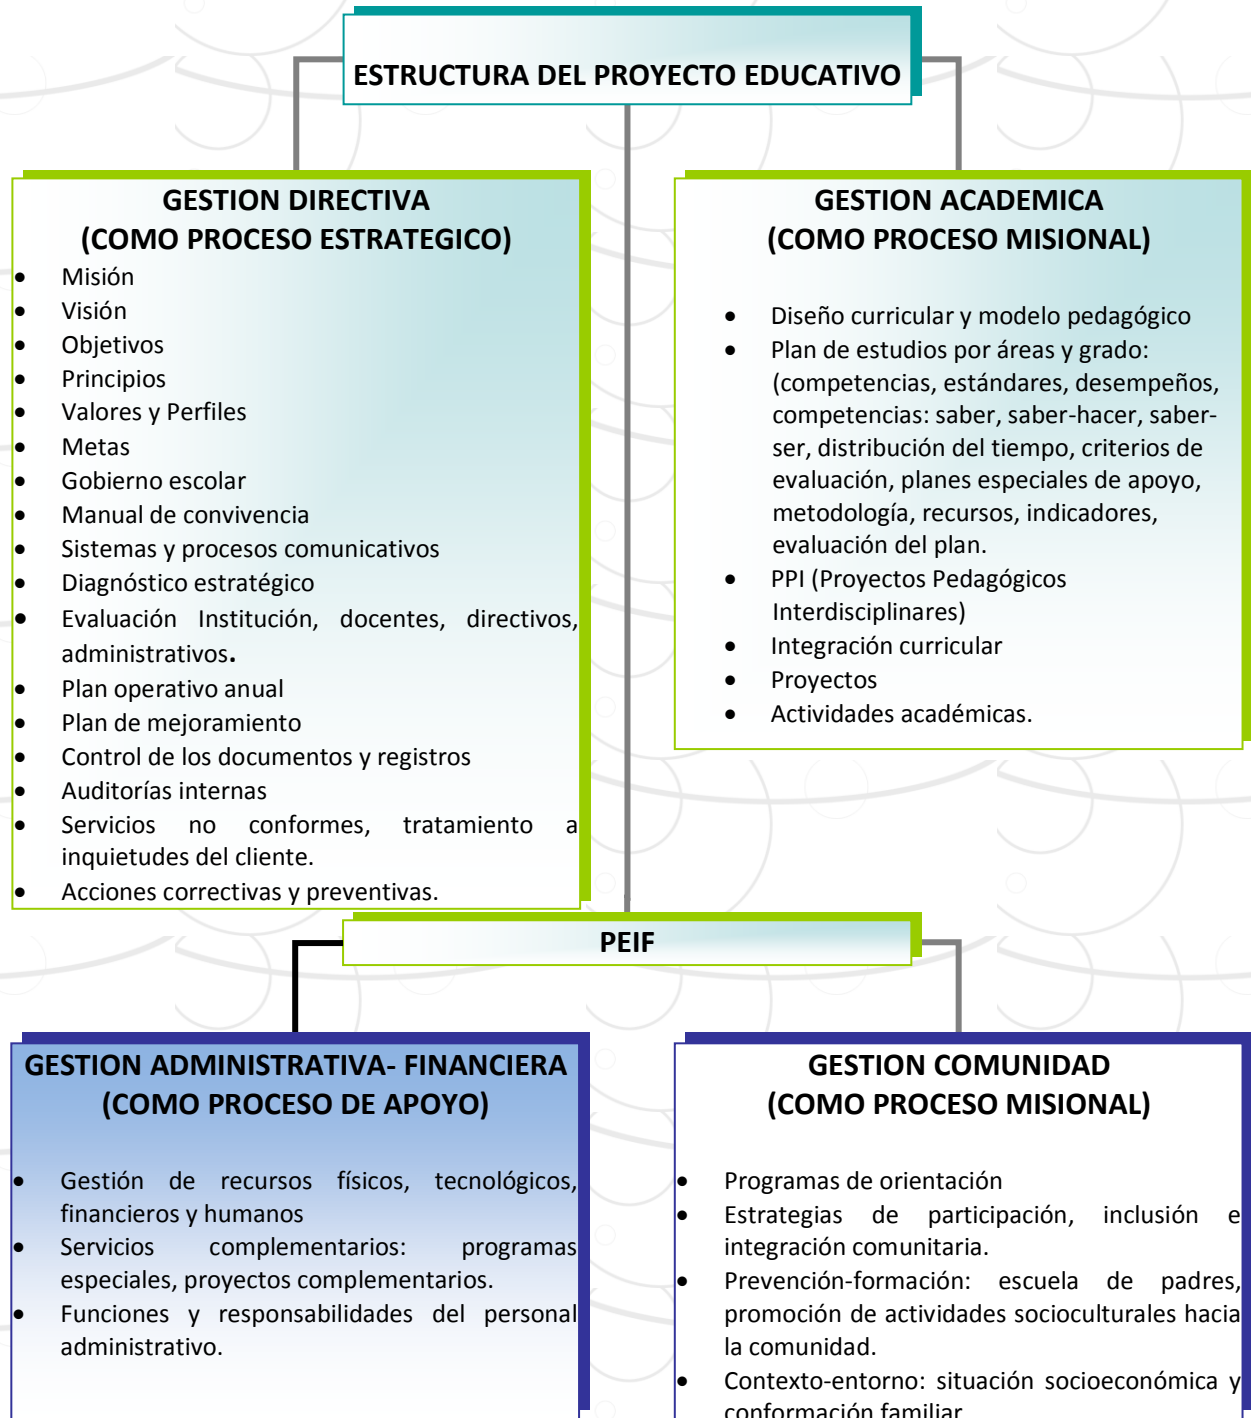 ESTRUCTURA DEL PROYECTO EDUCATIVO
GESTION DIRECTIVA
(COMO PROCESO ESTRATEGICO)
• Misión
• Visión
• Objetivos
• Principios
• Valores y Perfiles
• Metas
• Gobierno escolar
• Manual de convivencia
• Sistemas y procesos comunicativos
• Diagnóstico estratégico
• Evaluación Institución, docentes, directivos,
administrativos.
• Plan operativo anual
• Plan de mejoramiento
• Control de los documentos y registros
• Auditorías internas
• Servicios no conformes, tratamiento a
inquietudes del cliente.
• Acciones correctivas y preventivas.
GESTION ACADEMICA
(COMO PROCESO MISIONAL)
• Diseño curricular y modelo pedagógico
• Plan de estudios por áreas y grado:
(competencias, estándares, desempeños,
competencias: saber, saber-hacer, saber-
ser, distribución del tiempo, criterios de
evaluación, planes especiales de apoyo,
metodología, recursos, indicadores,
evaluación del plan.
• PPI (Proyectos Pedagógicos
Interdisciplinares)
• Integración curricular
• Proyectos
• Actividades académicas.
PEIF
GESTION ADMINISTRATIVA- FINANCIERA
(COMO PROCESO DE APOYO)
• Gestión de recursos físicos, tecnológicos,
financieros y humanos
• Servicios complementarios: programas
especiales, proyectos complementarios.
• Funciones y responsabilidades del personal
administrativo.
GESTION COMUNIDAD
(COMO PROCESO MISIONAL)
• Programas de orientación
• Estrategias de participación, inclusión e
integración comunitaria.
• Prevención-formación: escuela de padres,
promoción de actividades socioculturales hacia
la comunidad.
• Contexto-entorno: situación socioeconómica y
conformación familiar